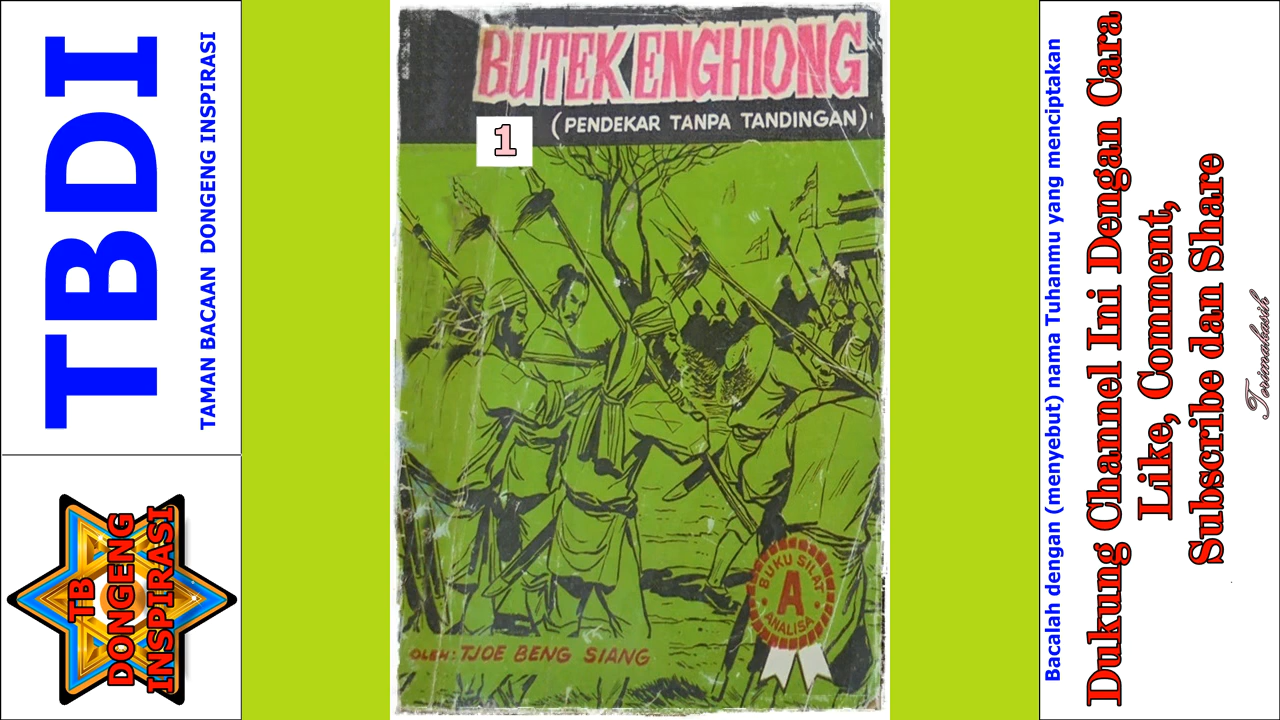 TBDI
TAMAN BACAAN DONGENG INSPIRASI
TB
DONGENG
INSPIRASI
BUTEK ENGHIONG
(PENDEKAR TANPA TANDINGAN)
1
BUKU SILAT
A
ANALISA
OLEH: TJOE BENG SIANG
Bacalah dengan (menyebut) nama Tuhanmu yang menciptakan
Dukung Channel Ini Dengan Cara
Like, Comment,
Subscribe dan Share
Terimakasih